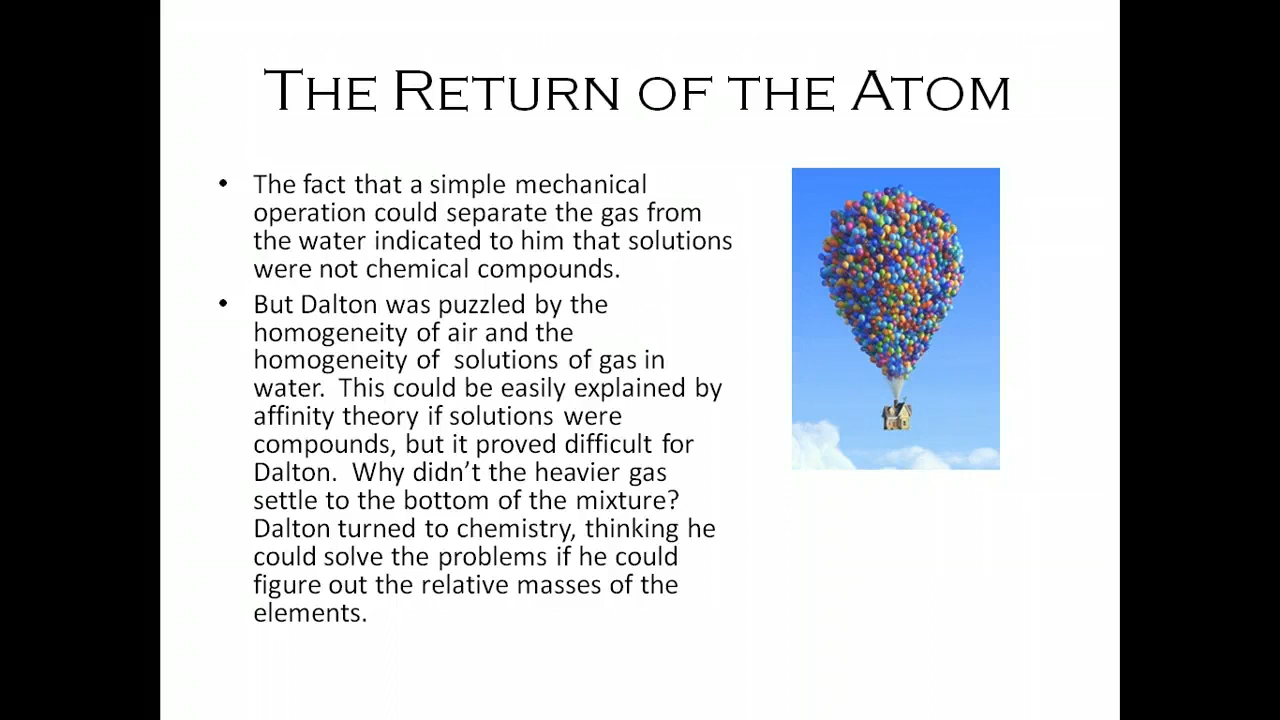 THE RETURN OF THE ATOM
• The fact that a simple mechanical
operation could separate the gas from
the water indicated to him that solutions
were not chemical compounds.
• But Dalton was puzzled by the
homogeneity of air and the
homogeneity of  solutions of gas in
water.  This could be easily explained by
affinity theory if solutions were
compounds, but it proved difficult for
Dalton.  Why didn’t the heavier gas
settle to the bottom of the mixture?
Dalton turned to chemistry, thinking he
could solve the problems if he could
figure out the relative masses of the
elements.